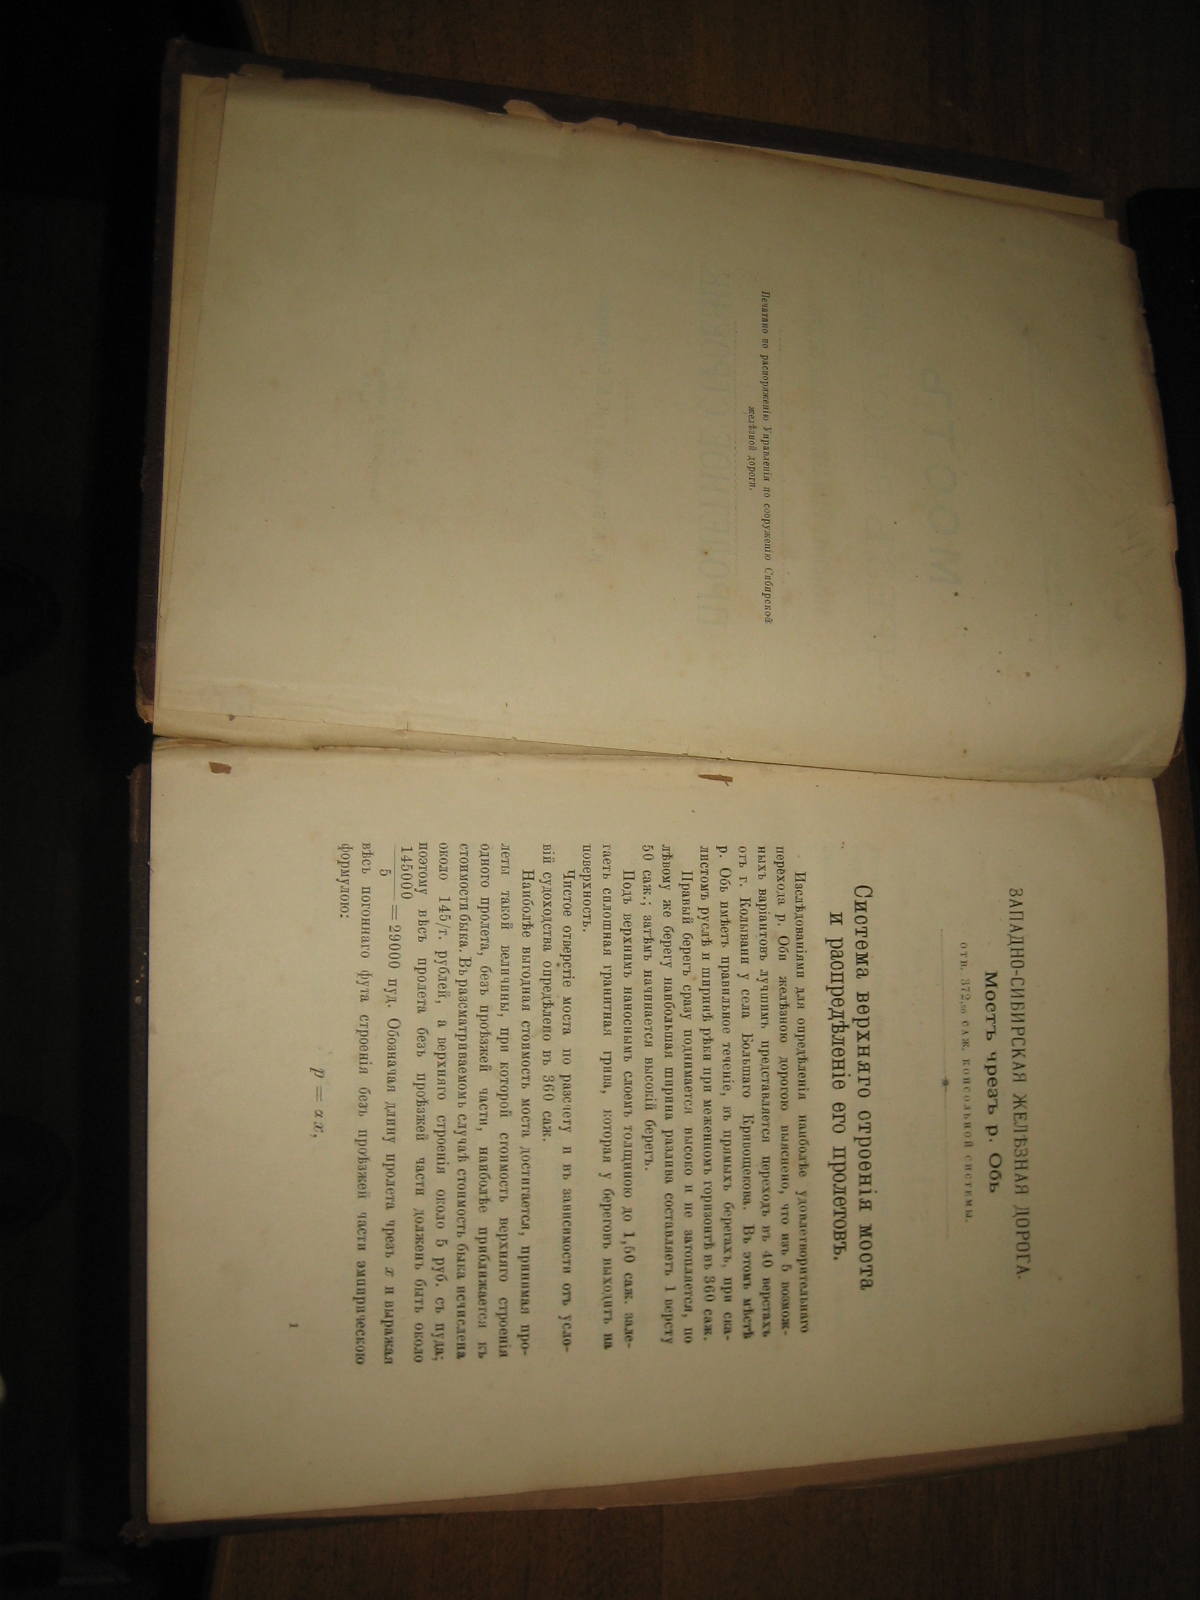 Печатано по распоряженію Управленія по сооруженію Сибирской
желѣзной дороги.
ЗАПАДНО-СИБИРСКАЯ ЖЕЛѢЗНАЯ ДОРОГА.
Мостъ чрезъ р. Обь
отв. 372,50 саж. консольной системы.
Система верхняго строенія моста
и распредѣленіе его пролетовъ.
Изслѣдованіями для опредѣленія наиболѣе удовлетворительнаго
перехода р. Оби желѣзною дорогою выяснено, что изъ 5 возмож-
ныхъ варіантовъ лучшимъ представляется переходъ въ 40 верстахъ
отъ г. Колывани у села Большаго Кривощекова. Въ этомъ мѣстѣ
р. Обь имѣетъ правильное теченіе, въ прямыхъ берегахъ, при ска-
листомъ руслѣ и ширинѣ рѣки при меженномъ горизонтѣ въ 360 саж.
Правый берегъ сразу поднимается высоко и не затопляется, по
лѣвому же берегу наибольшая ширина разлива составляетъ 1 версту
50 саж.; затѣмъ начинается высокій берегъ.
Подъ верхнимъ наноснымъ слоемъ толщиною до 1,50 саж. зале-
гаетъ сплошная гранитная грива, которая у береговъ выходитъ на
поверхность.
Чистое отверстіе моста по разсчету и въ зависимости отъ усло-
вій судоходства опредѣлено въ 360 саж.
Наиболѣе выгодная стоимость моста достигается, принимая про-
леты такой величины, при которой стоимость верхняго строенія
одного пролета, безъ проѣзжей части, наиболѣе приближается къ
стоимости быка. Въ разсматриваемомъ случаѣ стоимость быка исчислена
около 145/т. рублей, а верхняго строенія около 5 руб. съ пуда;
поэтому вѣсъ пролета безъ проѣзжей части долженъ быть около
145000/5 = 29000 пуд. Обозначая длину пролета чрезъ x и выражая
вѣсъ погоннаго фута строенія безъ проѣзжей части эмпирическою
формулою:
p = αx,
1